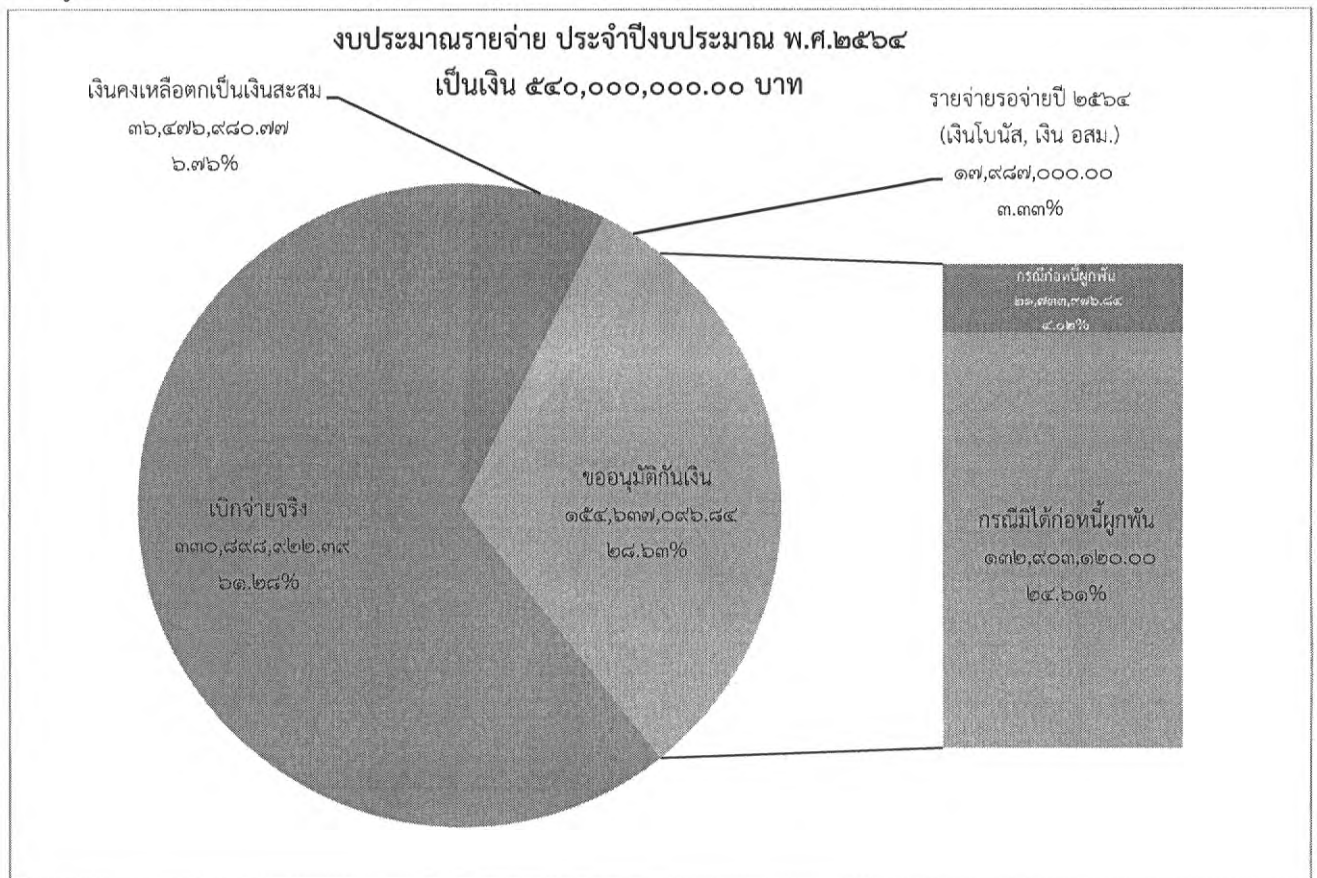 งบประมาณรายจ่าย ประจำปีงบประมาณ พ.ศ.๒๕๖๔
เป็นเงิน ๕๔๐,๐๐๐,๐๐๐.๐๐ บาท
เงินคงเหลือตกเป็นเงินสะสม
๓๖,๔๗๖,๙๘๐.๗๗
๖.๗๖%
รายจ่ายรอจ่ายปี ๒๕๖๔
(เงินโบนัส, เงิน อสม.)
๑๗,๙๘๗,๐๐๐.๐๐
๓.๓๓%
กรณีก่อหนี้ผูกพัน
๒๑,๗๓๓,๙๗๖.๘๔
๔.๐๒%
ขออนุมัติกันเงิน
๑๕๔,๖๓๗,๐๙๖.๘๔
๒๘.๖๓%
เบิกจ่ายจริง
๓๓๐,๘๙๘,๙๒๒.๓๙
๖๑.๒๘%
กรณีมิได้ก่อหนี้ผูกพัน
๑๓๒,๙๐๓,๑๒๐.๐๐
๒๔.๖๑%